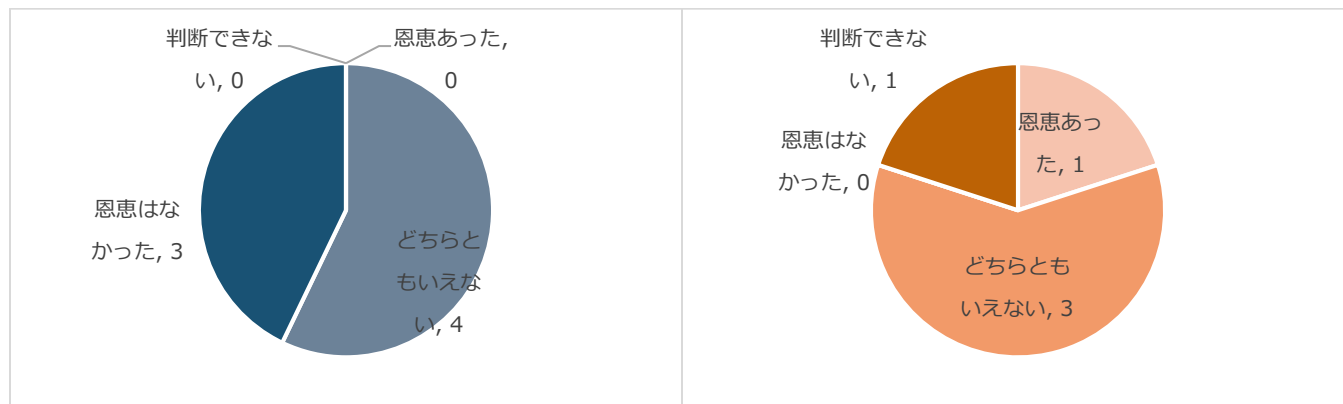 判断できな
い, 0
恩恵あった,
0
恩恵はな
かった, 3
どちらと
もいえな
い, 4
判断できな
い, 1
恩恵はな
かった, 0
恩恵あっ
た, 1
どちらとも
いえない, 3